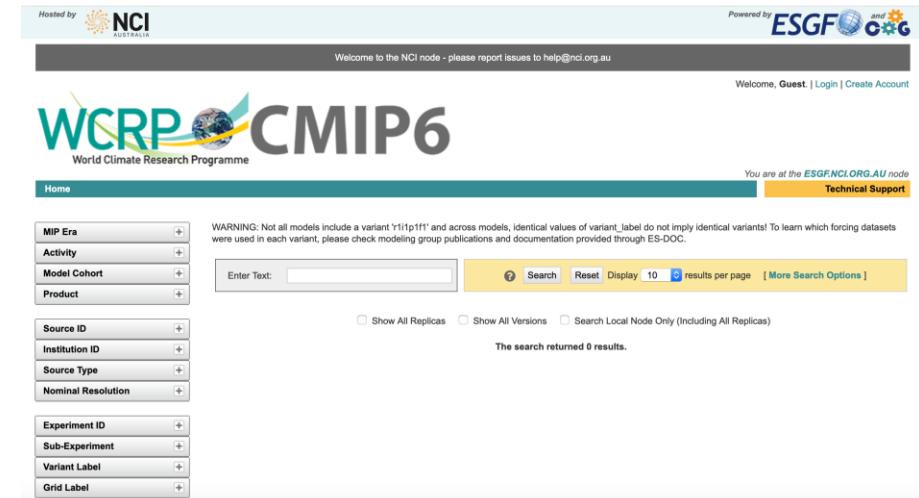 Hosted by
NCI
AUSTRALIA
Powered by
ESGF and COG
Welcome to the NCI node - please report issues to help@nci.org.au
Welcome, Guest. | Login | Create Account
WCRP CMIP6
World Climate Research Programme
You are at the ESGF.NCI.ORG.AU node
Home
Technical Support
MIP Era
Activity
Model Cohort
Product
Source ID
Institution ID
Source Type
Nominal Resolution
Experiment ID
Sub-Experiment
Variant Label
Grid Label
WARNING: Not all models include a variant 'r1i1p1f1' and across models, identical values of variant_label do not imply identical variants! To learn which forcing datasets
were used in each variant, please check modeling group publications and documentation provided through ES-DOC.
Enter Text:
? Search Reset Display 10 results per page [ More Search Options ]
Show All Replicas Show All Versions Search Local Node Only (Including All Replicas)
The search returned 0 results.